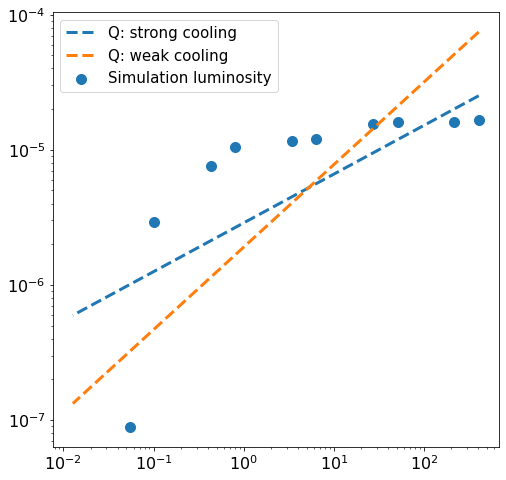 Q: strong cooling
Q: weak cooling
Simulation luminosity
10⁻⁴
10⁻⁵
10⁻⁶
10⁻⁷
10⁻² 10⁻¹ 10⁰ 10¹ 10²